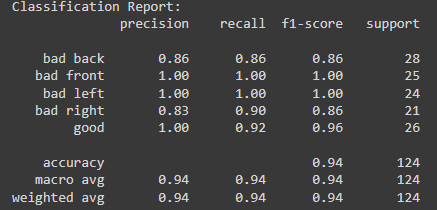 Classification Report:
precision recall f1-score support
bad back 0.86 0.86 0.86 28
bad front 1.00 1.00 1.00 25
bad left 1.00 1.00 1.00 24
bad right 0.83 0.90 0.86 21
good 1.00 0.92 0.96 26
accuracy 0.94 124
macro avg 0.94 0.94 0.94 124
weighted avg 0.94 0.94 0.94 124